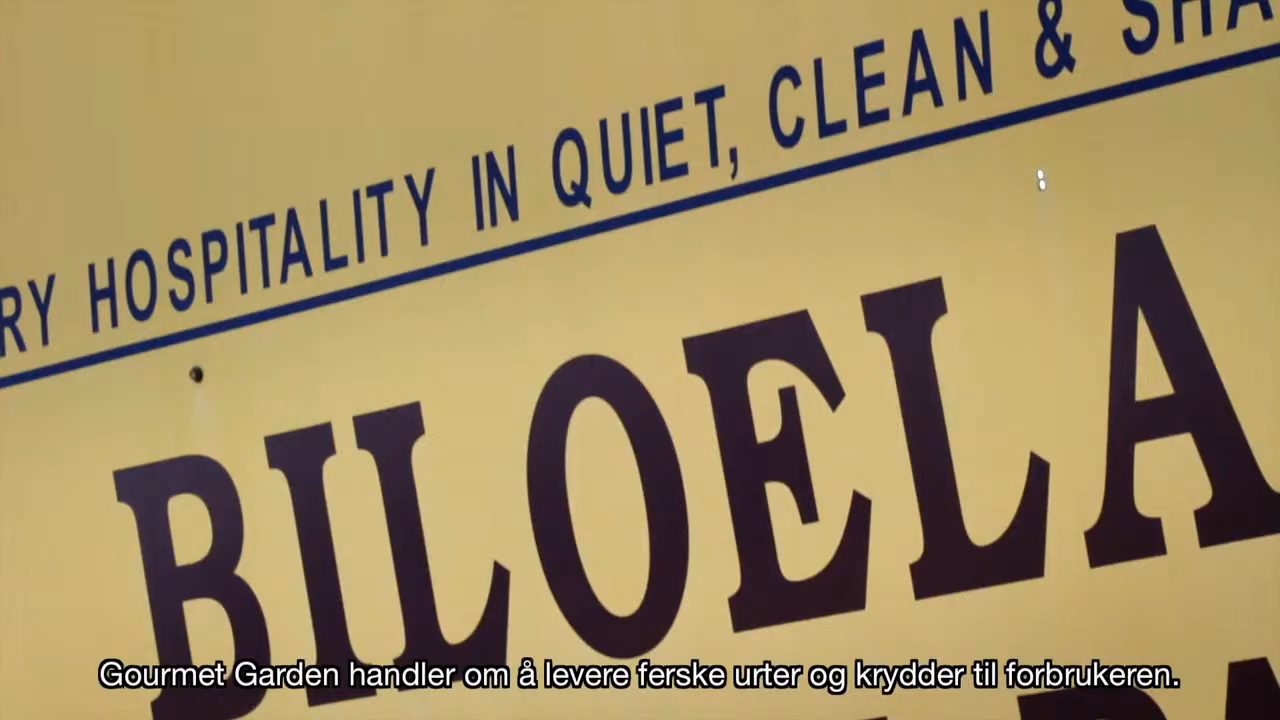 RY HOSPITALITY IN QUIET, CLEAN & SHA
BILOELA
Gourmet Garden handler om å levere ferske urter og krydder til forbrukeren.